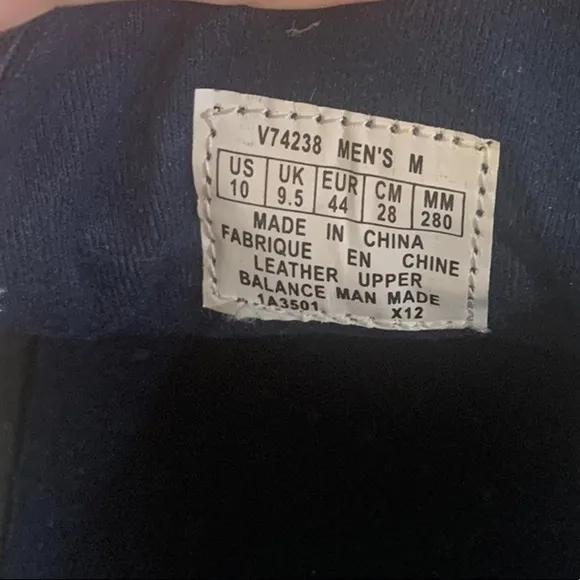 V74238 MEN'S M
US UK EUR CM MM
10 9.5 44 28 280
MADE IN CHINA
FABRIQUE EN CHINE
LEATHER UPPER
BALANCE MAN MADE
1A3501 X12